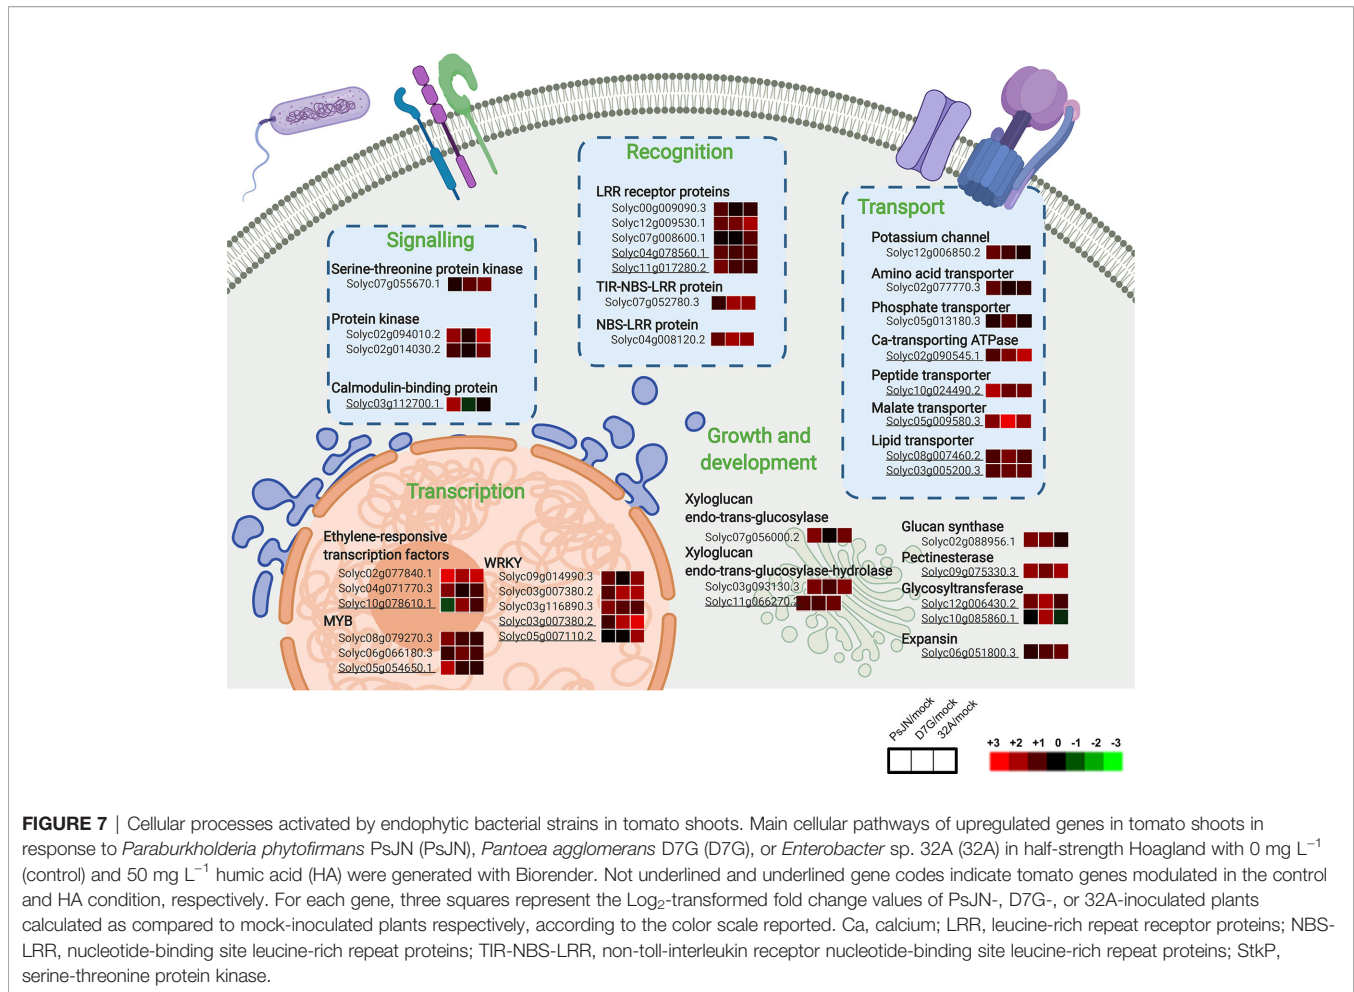 Recognition
LRR receptor proteins
Solyc00g009090.3
Solyc12g009530.1
Solyc07g008600.1
Solyc04g078560.1
Solyc11g017280.2
TIR-NBS-LRR protein
Solyc07g052780.3
NBS-LRR protein
Solyc04g008120.2
Signalling
Serine-threonine protein kinase
Solyc07g055670.1
Protein kinase
Solyc02g094010.2
Solyc02g014030.2
Calmodulin-binding protein
Solyc03g112700.1
Transport
Potassium channel
Solyc12g006850.2
Amino acid transporter
Solyc02g077770.3
Phosphate transporter
Solyc05g013180.3
Ca-transporting ATPase
Solyc02g090545.1
Peptide transporter
Solyc10g024490.2
Malate transporter
Solyc05g009580.3
Lipid transporter
Solyc08g007460.2
Solyc03g005200.3
Transcription
Ethylene-responsive
transcription factors
Solyc02g077840.1
Solyc04g071770.3
Solyc10g078610.1
MYB
Solyc08g079270.3
Solyc06g066180.3
Solyc05g054650.1
WRKY
Solyc09g014990.3
Solyc03g007380.2
Solyc03g116890.3
Solyc03g007380.2
Solyc05g007110.2
Growth and
development
Xyloglucan
endo-trans-glucosylase
Solyc07g056000.2
Xyloglucan
endo-trans-glucosylase-hydrolase
Solyc03g093130.3
Solyc11g066270.2
Glucan synthase
Solyc02g088956.1
Pectinesterase
Solyc09g075330.3
Glycosyltransferase
Solyc12g006430.2
Solyc10g085860.1
Expansin
Solyc06g051800.3
PsJN/mock
D7G/mock
32A/mock
+3 +2 +1 0 -1 -2 -3
FIGURE 7 | Cellular processes activated by endophytic bacterial strains in tomato shoots. Main cellular pathways of upregulated genes in tomato shoots in
response to Paraburkholderia phytofirmans PsJN (PsJN), Pantoea agglomerans D7G (D7G), or Enterobacter sp. 32A (32A) in half-strength Hoagland with 0 mg L⁻¹
(control) and 50 mg L⁻¹ humic acid (HA) were generated with Biorender. Not underlined and underlined gene codes indicate tomato genes modulated in the control
and HA condition, respectively. For each gene, three squares represent the Log₂-transformed fold change values of PsJN-, D7G-, or 32A-inoculated plants
calculated as compared to mock-inoculated plants respectively, according to the color scale reported. Ca, calcium; LRR, leucine-rich repeat receptor proteins; NBS-
LRR, nucleotide-binding site leucine-rich repeat proteins; TIR-NBS-LRR, non-toll-interleukin receptor nucleotide-binding site leucine-rich repeat proteins; StkP,
serine-threonine protein kinase.